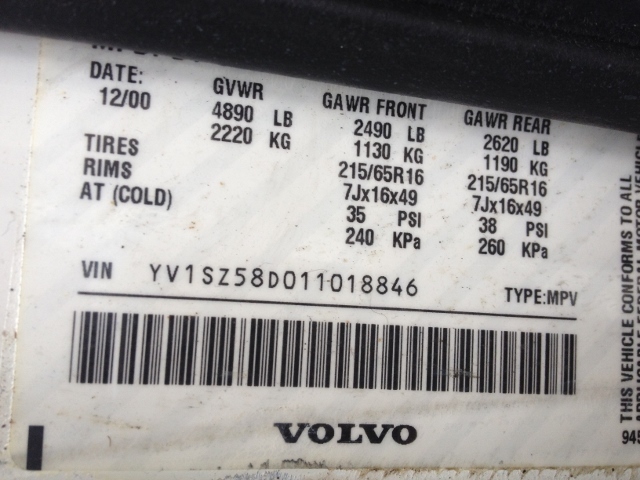 DATE: GVWR GAWR FRONT GAWR REAR
12/00 4890 LB 2490 LB 2620 LB
2220 KG 1130 KG 1190 KG
TIRES 215/65R16 215/65R16
RIMS 7Jx16x49 7Jx16x49
AT (COLD) 35 PSI 38 PSI
240 KPa 260 KPa
VIN YV1SZ58D011018846 TYPE:MPV
VOLVO
THIS VEHICLE CONFORMS TO ALL
945